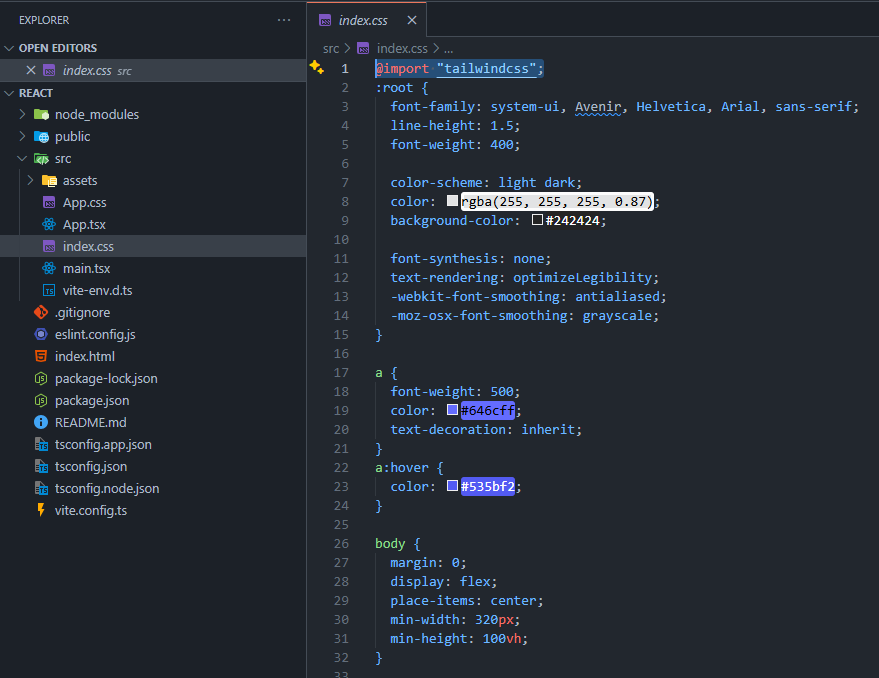 EXPLORER
···
OPEN EDITORS
index.css src
REACT
node_modules
public
src
assets
App.css
App.tsx
index.css
main.tsx
vite-env.d.ts
.gitignore
eslint.config.js
index.html
package-lock.json
package.json
README.md
tsconfig.app.json
tsconfig.json
tsconfig.node.json
vite.config.ts
index.css
src > index.css > ...
1 @import "tailwindcss";
2 :root {
3   font-family: system-ui, Avenir, Helvetica, Arial, sans-serif;
4   line-height: 1.5;
5   font-weight: 400;
6
7   color-scheme: light dark;
8   color: rgba(255, 255, 255, 0.87);
9   background-color: #242424;
10
11   font-synthesis: none;
12   text-rendering: optimizeLegibility;
13   -webkit-font-smoothing: antialiased;
14   -moz-osx-font-smoothing: grayscale;
15 }
16
17 a {
18   font-weight: 500;
19   color: #646cff;
20   text-decoration: inherit;
21 }
22 a:hover {
23   color: #535bf2;
24 }
25
26 body {
27   margin: 0;
28   display: flex;
29   place-items: center;
30   min-width: 320px;
31   min-height: 100vh;
32 }
33